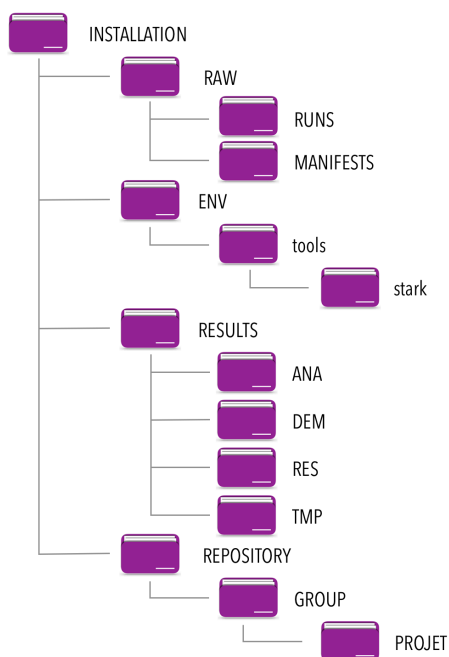 INSTALLATION
RAW
RUNS
MANIFESTS
ENV
tools
stark
RESULTS
ANA
DEM
RES
TMP
REPOSITORY
GROUP
PROJET